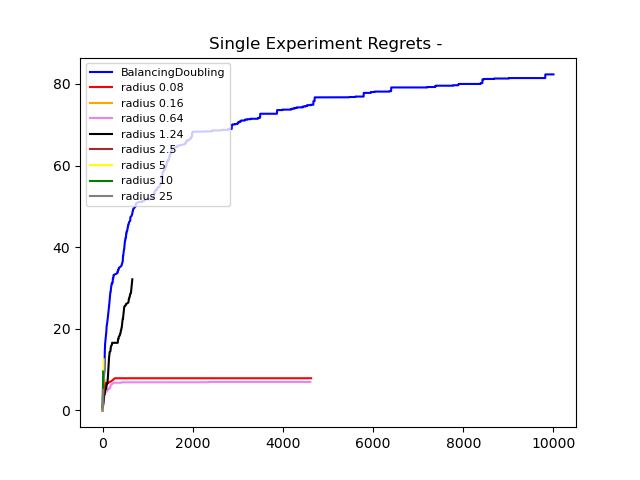 Single Experiment Regrets -
BalancingDoubling
radius 0.08
radius 0.16
radius 0.64
radius 1.24
radius 2.5
radius 5
radius 10
radius 25
80
60
40
20
0
0 2000 4000 6000 8000 10000